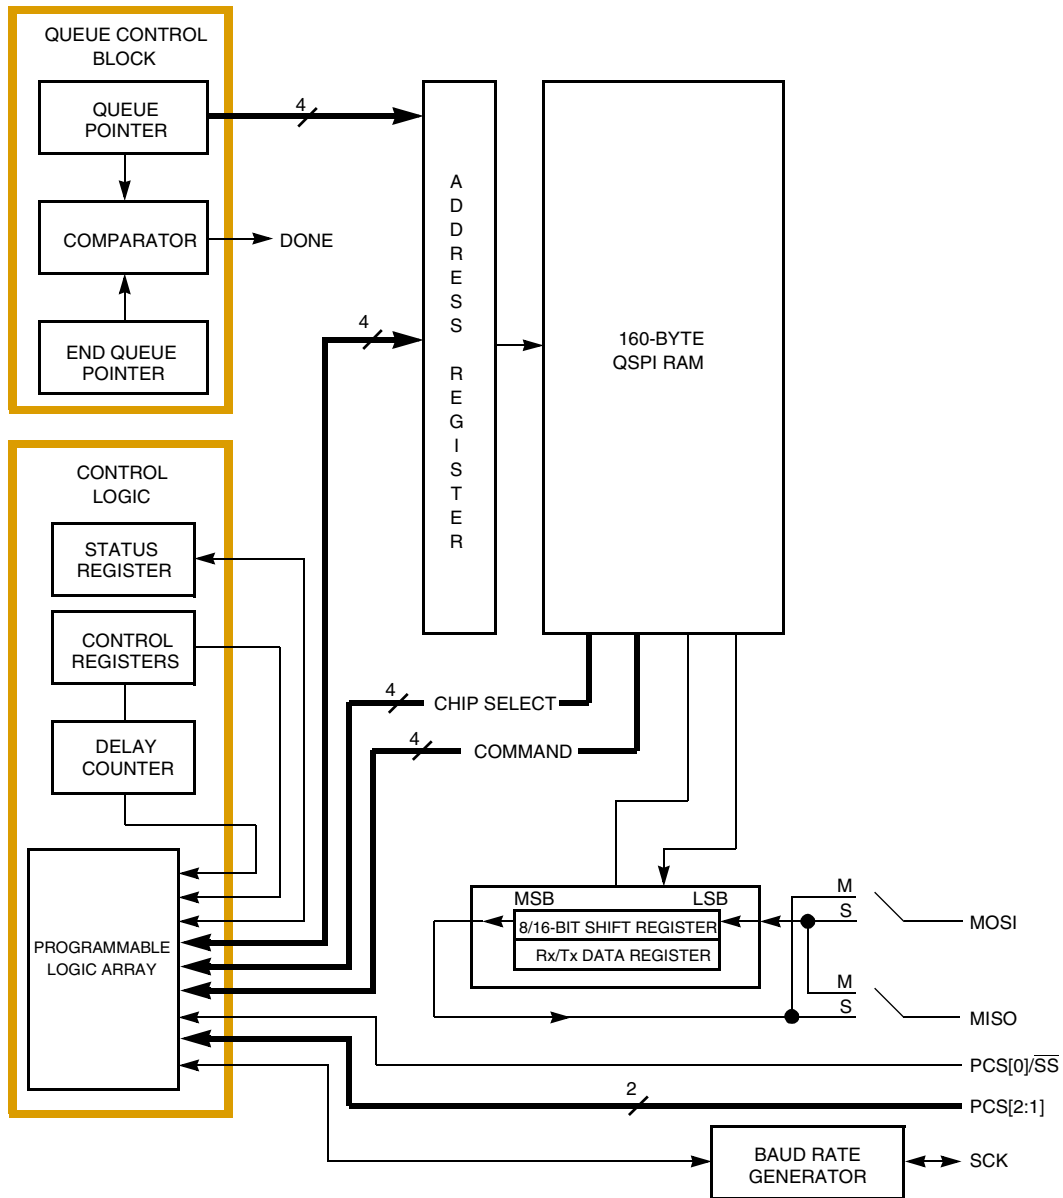 QUEUE CONTROL
BLOCK
QUEUE
POINTER
4
COMPARATOR
DONE
END QUEUE
POINTER
4
ADDRESS REGISTER
160-BYTE
QSPI RAM
CONTROL
LOGIC
STATUS
REGISTER
CONTROL
REGISTERS
DELAY
COUNTER
PROGRAMMABLE
LOGIC ARRAY
4 CHIP SELECT
4 COMMAND
MSB LSB
8/16-BIT SHIFT REGISTER
Rx/Tx DATA REGISTER
M
S
MOSI
M
S
MISO
PCS[0]/S̅S̅
2
PCS[2:1]
BAUD RATE
GENERATOR
SCK